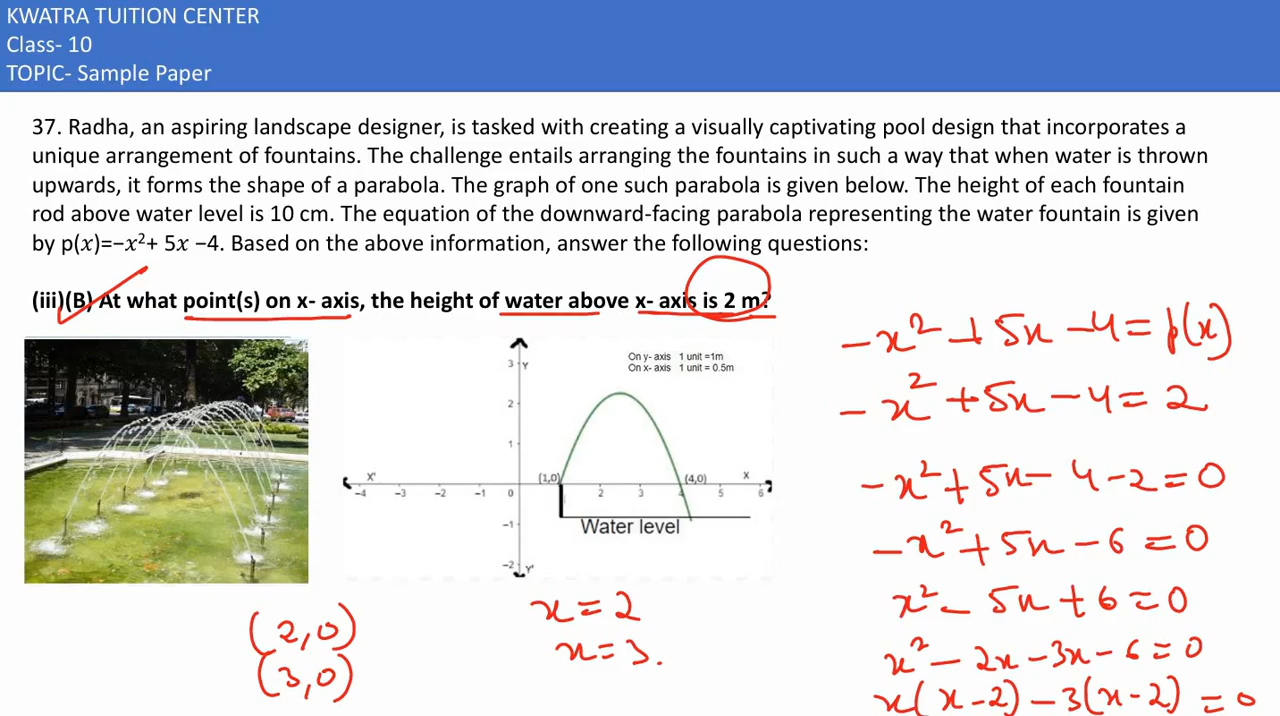 KWATRA TUITION CENTER
Class- 10
TOPIC- Sample Paper
37. Radha, an aspiring landscape designer, is tasked with creating a visually captivating pool design that incorporates a
unique arrangement of fountains. The challenge entails arranging the fountains in such a way that when water is thrown
upwards, it forms the shape of a parabola. The graph of one such parabola is given below. The height of each fountain
rod above water level is 10 cm. The equation of the downward-facing parabola representing the water fountain is given
by p(x)=−x²+ 5x −4. Based on the above information, answer the following questions:
(iii)(B) At what point(s) on x- axis, the height of water above x- axis is 2 m?
On y- axis 1 unit =1m
On x- axis 1 unit = 0.5m
3 Y
2
1
X' (1,0) (4,0) X
−4 −3 −2 −1 0 2 3 4 5 6
−1
Water level
−2 Y'
x = 2
x = 3.
(2,0)
(3,0)
−x² + 5x − 4 = p(x)
−x² + 5x − 4 = 2
−x² + 5x − 4 − 2 = 0
−x² + 5x − 6 = 0
x² − 5x + 6 = 0
x² − 2x − 3x − 6 = 0
x(x−2) − 3(x−2) = 0